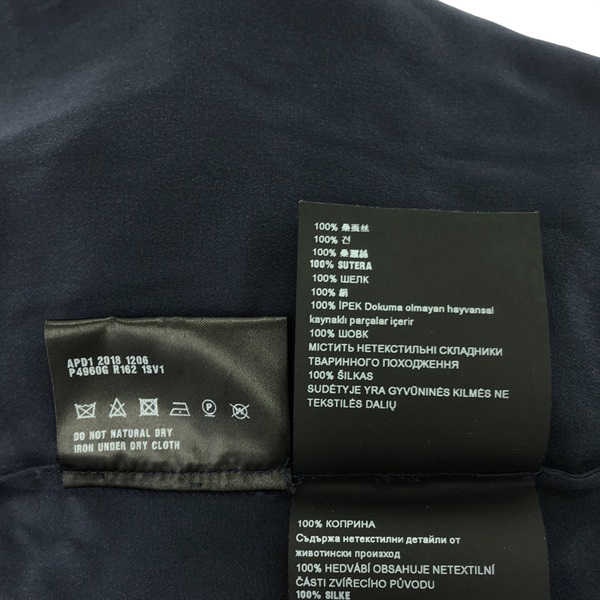 100% 桑蚕丝
100% 견
100% 桑蠶絲
100% SUTERA
100% ШЕЛК
100% 絹
100% İPEK Dokuma olmayan hayvansal
kaynaklı parçalar içerir
100% ШОВК
МІСТИТЬ НЕТЕКСТИЛЬНІ СКЛАДНИКИ
ТВАРИННОГО ПОХОДЖЕННЯ
100% ŠILKAS
SUDĖTYJE YRA GYVŪNINĖS KILMĖS NE
TEKSTILĖS DALIŲ
APD1 2018 1206
P4960G R162 1SV1
P
W
DO NOT NATURAL DRY
IRON UNDER DRY CLOTH
100% КОПРИНА
Съдържа нетекстилни детайли от
животински произход
100% HEDVÁBÍ OBSAHUJE NETEXTILNÍ
ČÁSTI ZVÍŘECÍHO PŮVODU
100% SILKE